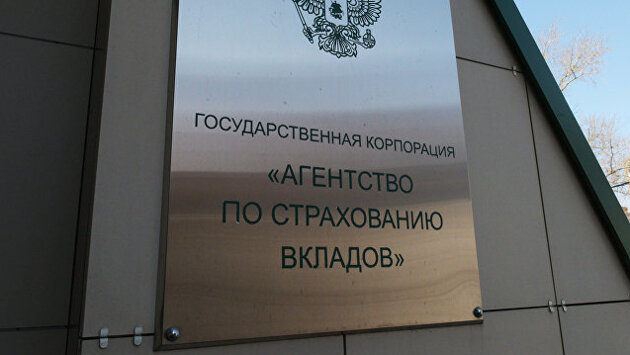 ГОСУДАРСТВЕННАЯ КОРПОРАЦИЯ
«АГЕНТСТВО
ПО СТРАХОВАНИЮ
ВКЛАДОВ»